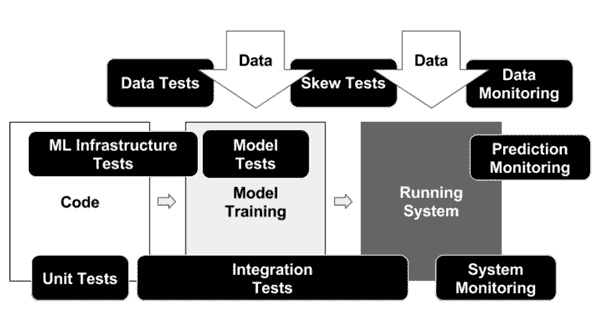 Data
Data
Data Tests
Skew Tests
Data
Monitoring
ML Infrastructure
Tests
Model
Tests
Prediction
Monitoring
Code
Model
Training
Running
System
Unit Tests
Integration
Tests
System
Monitoring